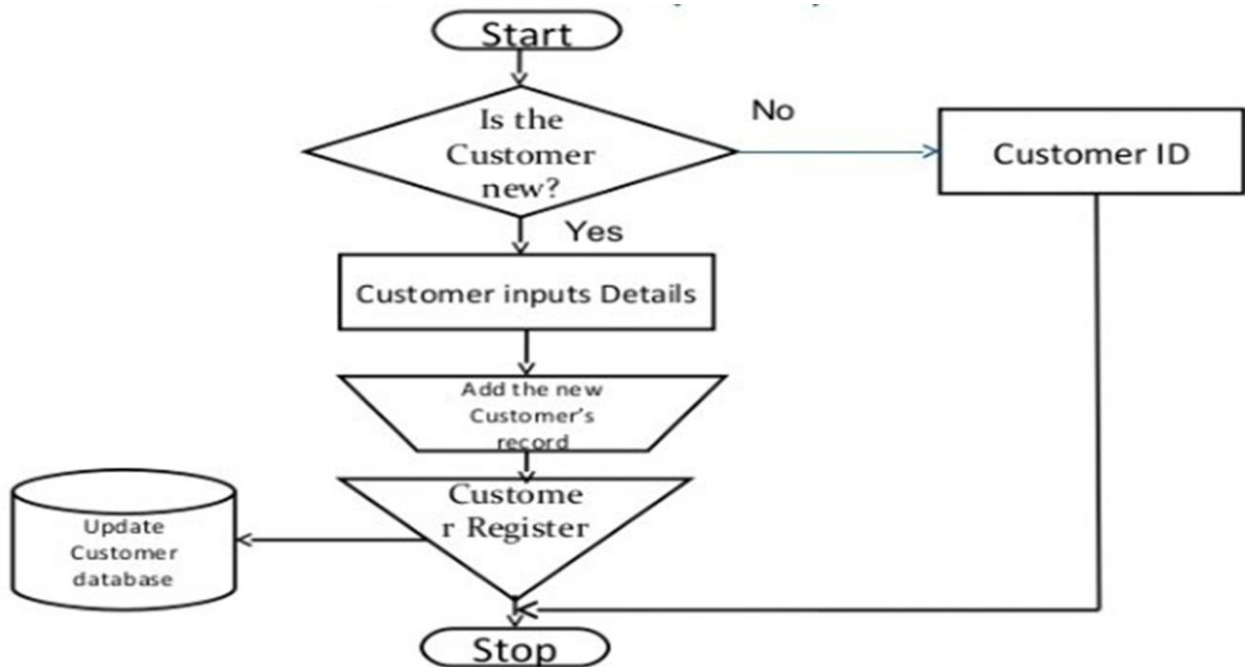 Start
Is the
Customer
new?
No
Customer ID
Yes
Customer inputs Details
Add the new
Customer's
record
Custome
r Register
Update
Customer
database
Stop